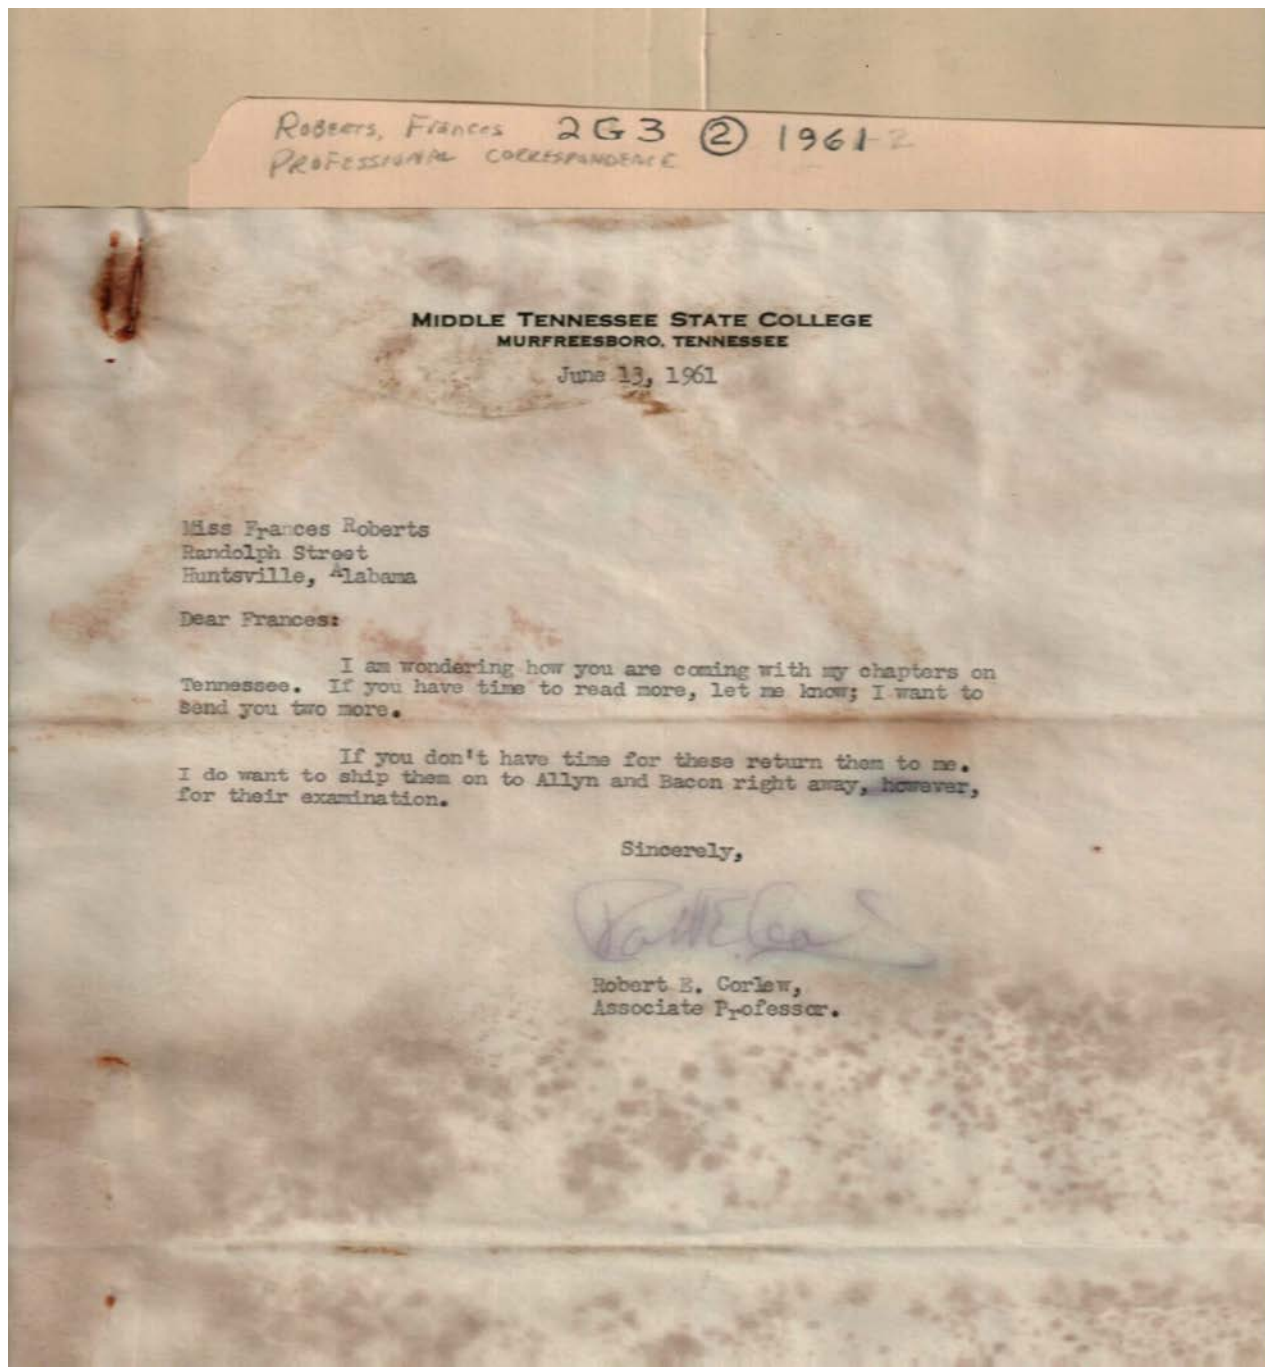 Roberts, Frances 2G3 ② 1961-2
PROFESSIONAL CORRESPONDENCE
MIDDLE TENNESSEE STATE COLLEGE
MURFREESBORO, TENNESSEE
June 13, 1961
Miss Frances Roberts
Randolph Street
Huntsville, Alabama
Dear Frances:
I am wondering how you are coming with my chapters on
Tennessee. If you have time to read more, let me know; I want to
send you two more.
If you don't have time for these return them to me.
I do want to ship them on to Allyn and Bacon right away, however,
for their examination.
Sincerely,
Robert E. Corlew,
Associate Professor.